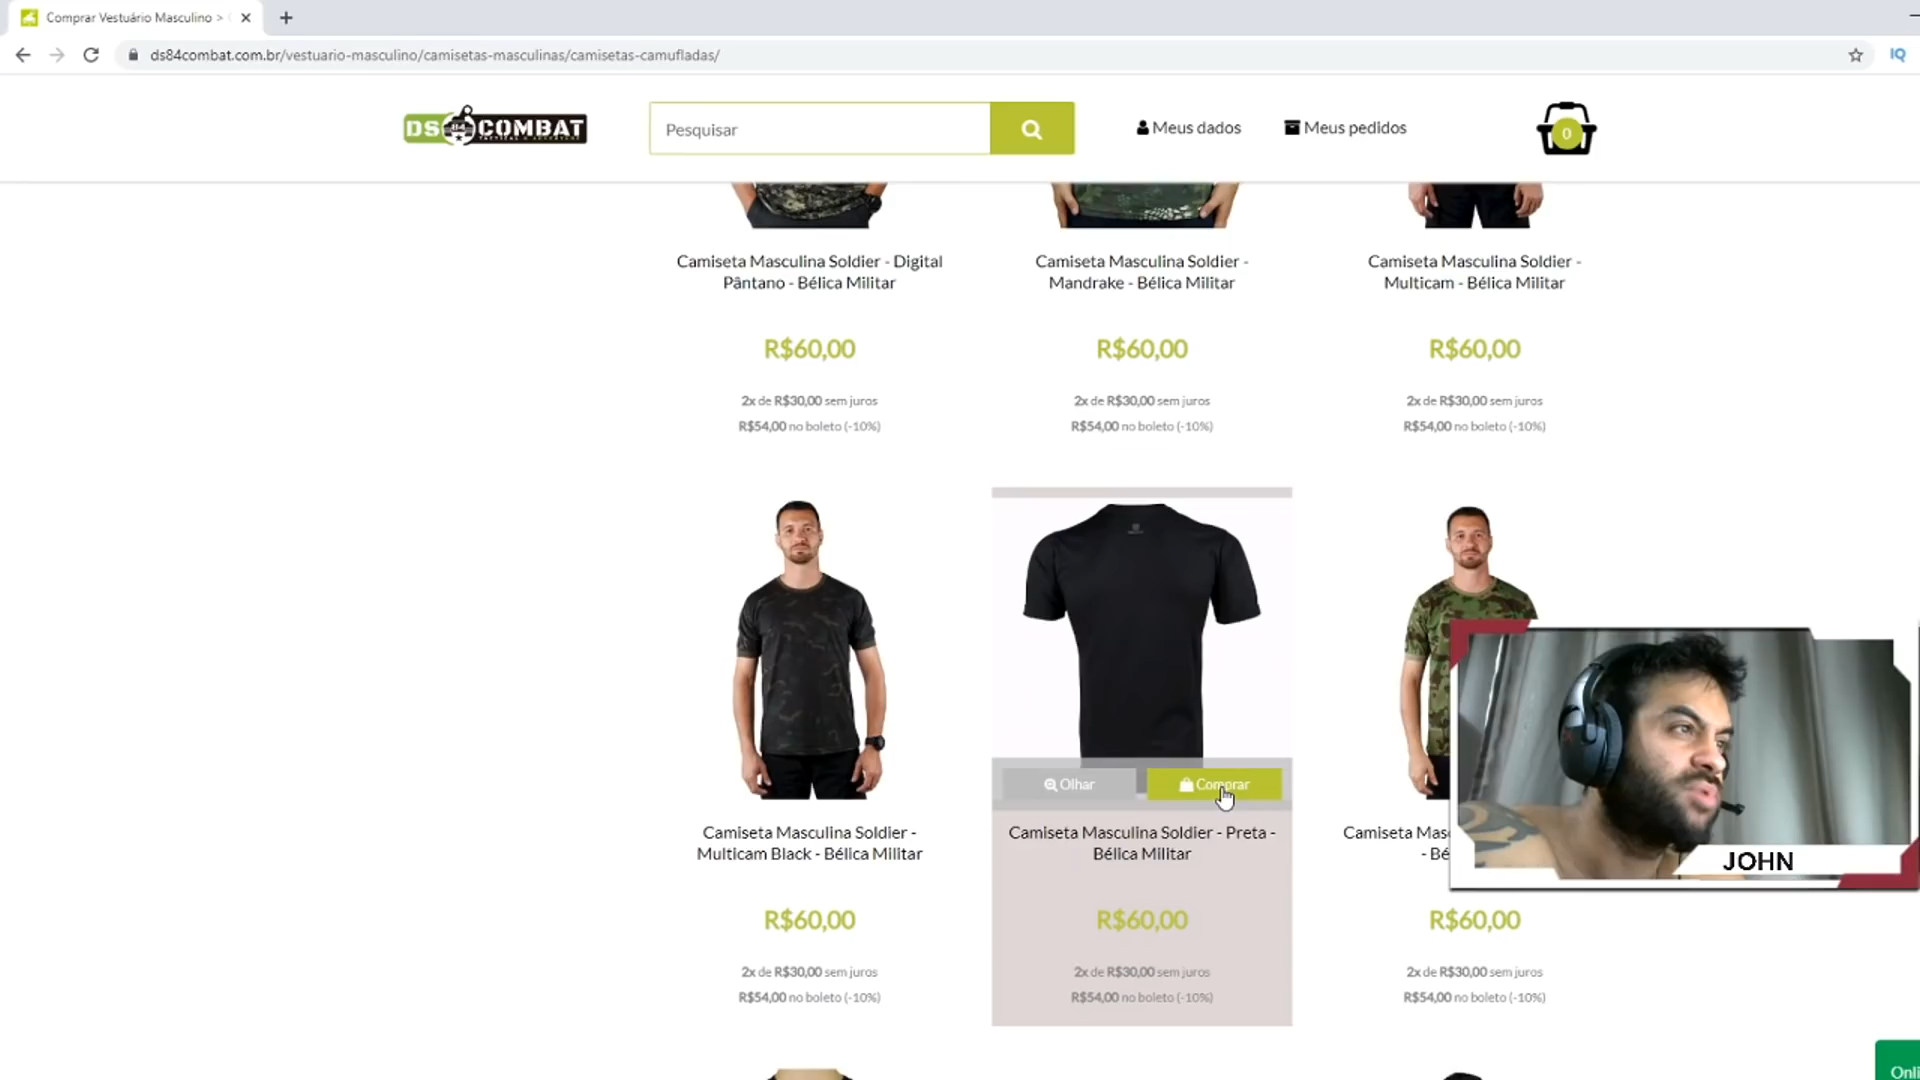 Comprar Vestuário Masculino >
ds84combat.com.br/vestuario-masculino/camisetas-masculinas/camisetas-camufladas/
IQ
DS 84 COMBAT
Pesquisar
Meus dados
Meus pedidos
0
Camiseta Masculina Soldier - Digital
Pântano - Bélica Militar
R$60,00
2x de R$30,00 sem juros
R$54,00 no boleto (-10%)
Camiseta Masculina Soldier -
Mandrake - Bélica Militar
R$60,00
2x de R$30,00 sem juros
R$54,00 no boleto (-10%)
Camiseta Masculina Soldier -
Multicam - Bélica Militar
R$60,00
2x de R$30,00 sem juros
R$54,00 no boleto (-10%)
Camiseta Masculina Soldier -
Multicam Black - Bélica Militar
R$60,00
2x de R$30,00 sem juros
R$54,00 no boleto (-10%)
Olhar
Comprar
Camiseta Masculina Soldier - Preta -
Bélica Militar
R$60,00
2x de R$30,00 sem juros
R$54,00 no boleto (-10%)
Camiseta Mas
- Bé
R$60,00
2x de R$30,00 sem juros
R$54,00 no boleto (-10%)
JOHN
Onli